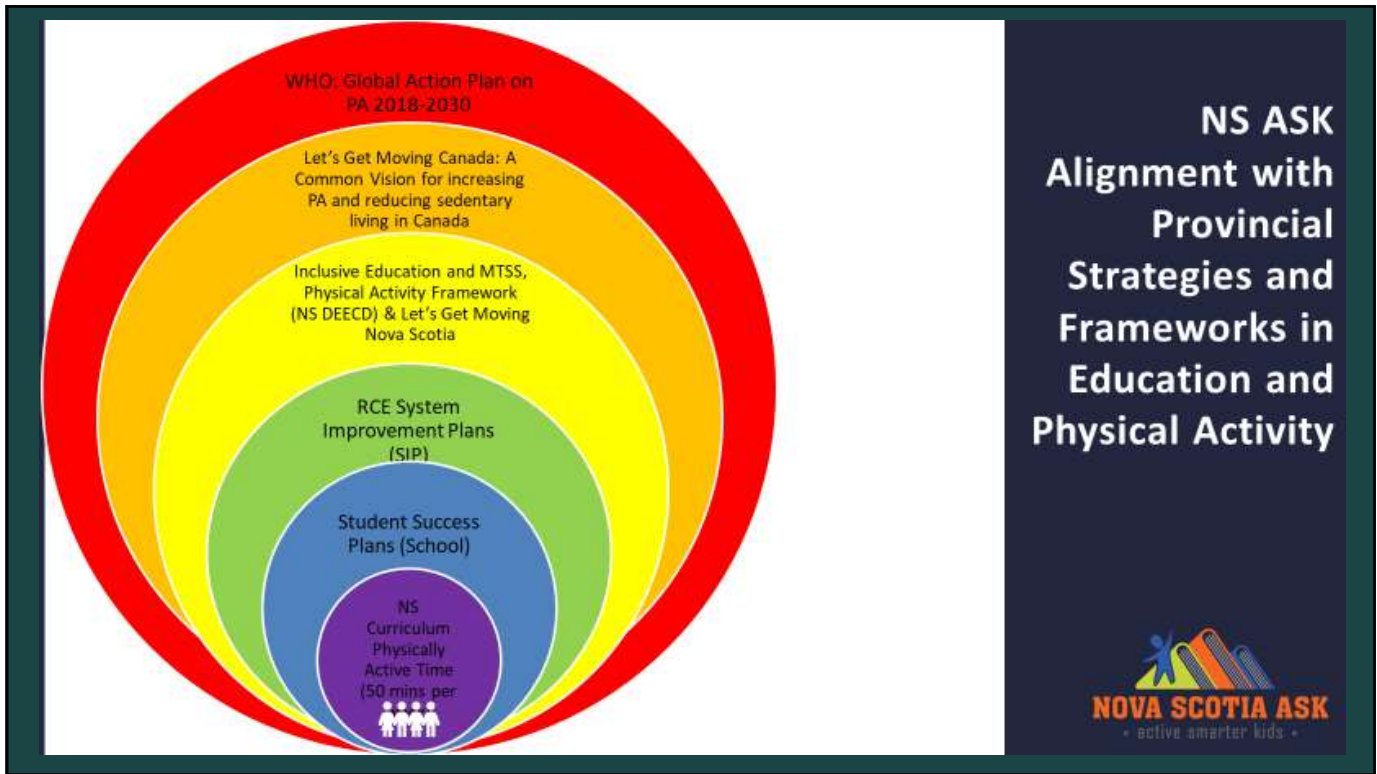 WHO: Global Action Plan on
PA 2018-2030
Let's Get Moving Canada: A
Common Vision for increasing
PA and reducing sedentary
living in Canada
Inclusive Education and MTSS,
Physical Activity Framework
(NS DEECD) & Let's Get Moving
Nova Scotia
RCE System
Improvement Plans
(SIP)
Student Success
Plans (School)
NS
Curriculum
Physically
Active Time
(50 mins per
NS ASK
Alignment with
Provincial
Strategies and
Frameworks in
Education and
Physical Activity
NOVA SCOTIA ASK
• active smarter kids •